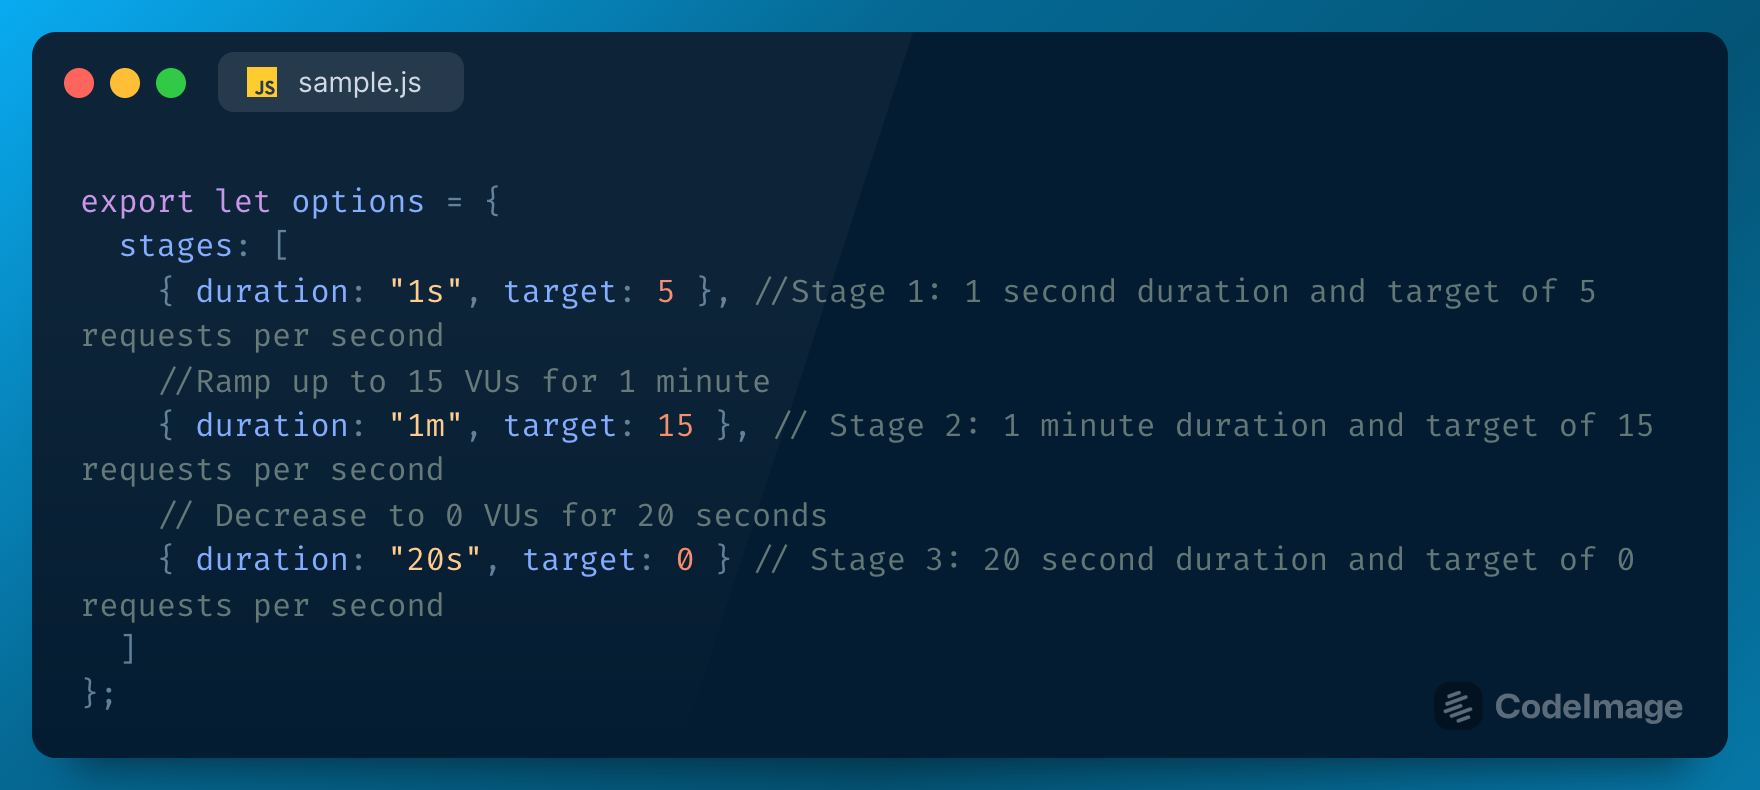 JS sample.js
export let options = {
  stages: [
    { duration: "1s", target: 5 }, //Stage 1: 1 second duration and target of 5
requests per second
    //Ramp up to 15 VUs for 1 minute
    { duration: "1m", target: 15 }, // Stage 2: 1 minute duration and target of 15
requests per second
    // Decrease to 0 VUs for 20 seconds
    { duration: "20s", target: 0 } // Stage 3: 20 second duration and target of 0
requests per second
  ]
};
CodeImage